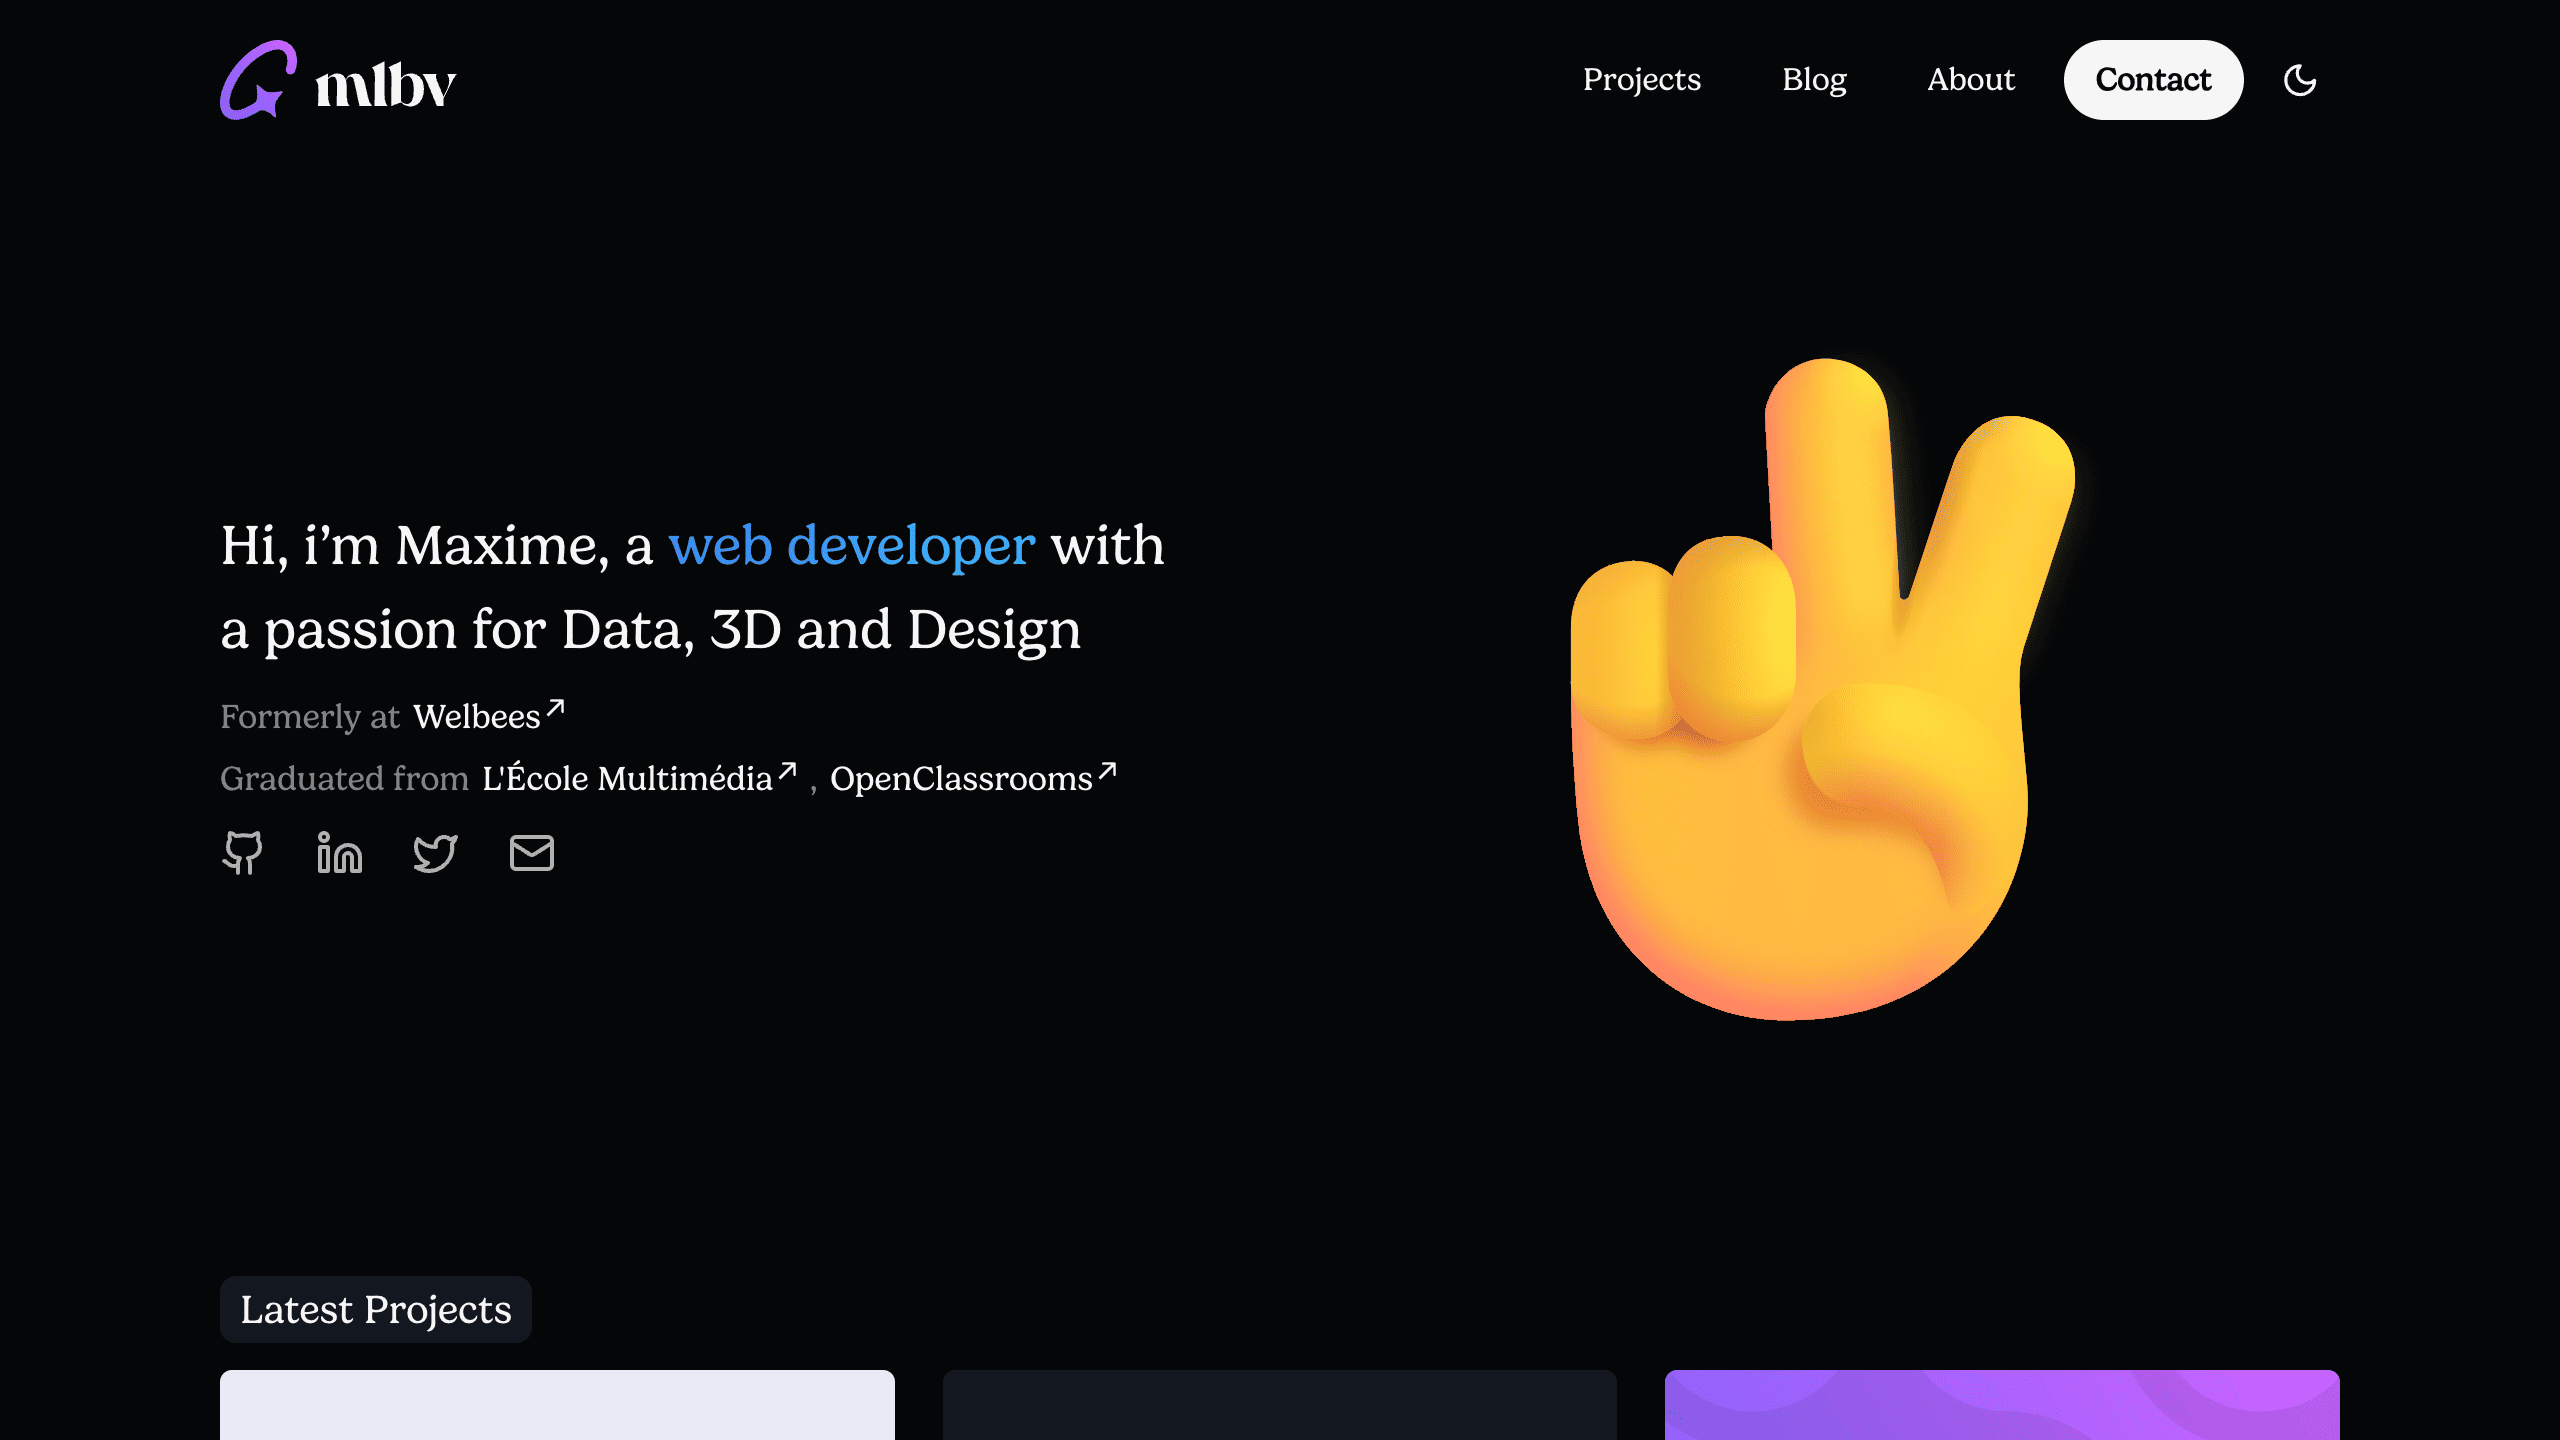 mlbv
Projects
Blog
About
Contact
Hi, i’m Maxime, a web developer with
a passion for Data, 3D and Design
Formerly at Welbees
Graduated from L'École Multimédia , OpenClassrooms
Latest Projects